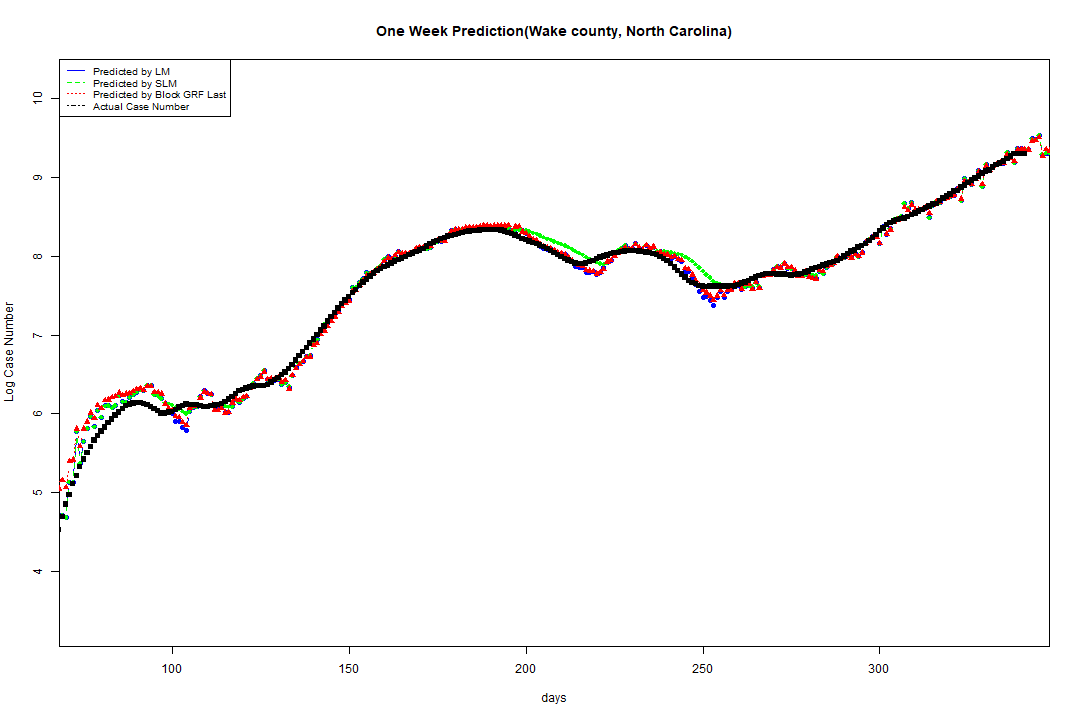 One Week Prediction(Wake county, North Carolina)
Predicted by LM
Predicted by SLM
Predicted by Block GRF Last
Actual Case Number
10
9
8
7
6
5
4
Log Case Number
100 150 200 250 300
days